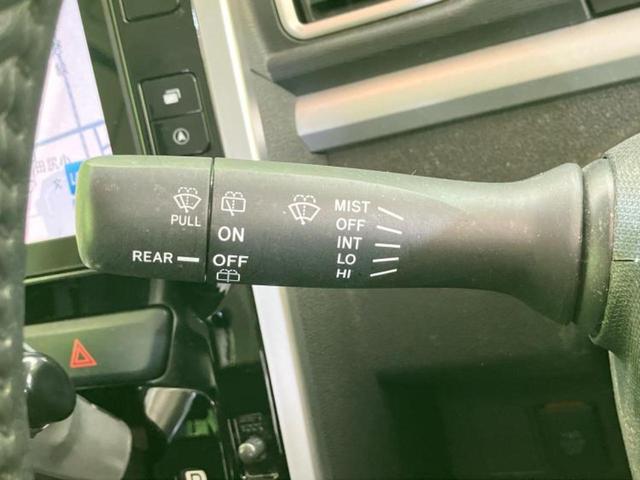 PULL
REAR
ON
OFF
MIST
OFF
INT
LO
HI
D